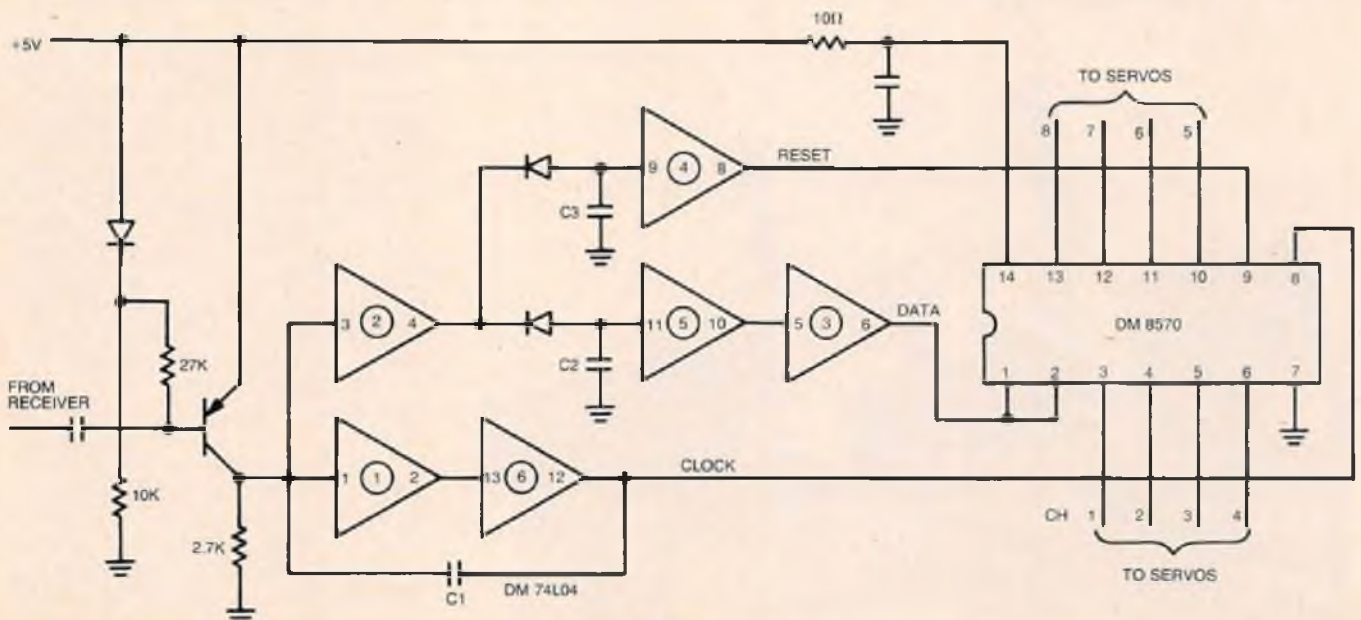 10Ω
+5V
TO SERVOS
8 7 6 5
9 4 8
RESET
C3
14 13 12 11 10 9 8
3 2 4
11 5 10
5 3 6
DATA
DM 8570
27K
C2
1 2 3 4 5 6 7
FROM
RECEIVER
1 1 2
13 6 12
CLOCK
10K
CH 1 2 3 4
2.7K
C1
DM 74L04
TO SERVOS